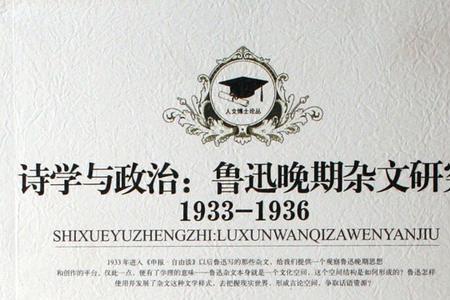 人文博士论丛
诗学与政治：鲁迅晚期杂文研究
1933-1936
SHIXUEYUZHENGZHI:LUXUNWANQIZAWENYANJIU
1933年进入《申报·自由谈》以后鲁迅写的那些杂文，给我们提供一个观察鲁迅晚期思想
和创作的平台，仅此一点，便有了学理的意味——鲁迅杂文本身就是一个文化空间，这个空间结构是如何形成的？鲁迅怎样
使用并发展了杂文这种文学样式，去把握现实世界，形成言论空间，争取话语资源？